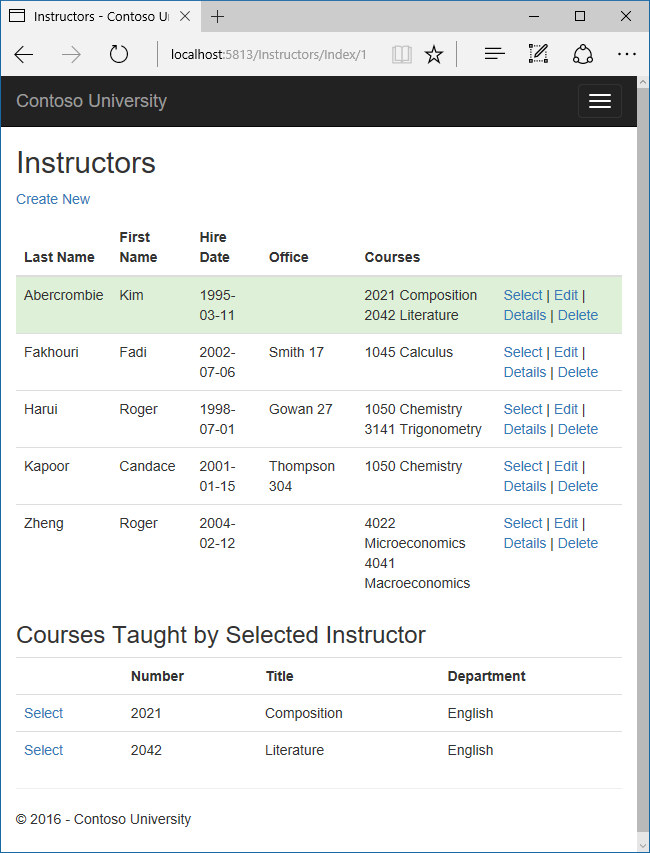 Instructors - Contoso U
localhost:5813/Instructors/Index/1
Contoso University
Instructors
Create New
Last Name First Name Hire Date Office Courses
Abercrombie Kim 1995-03-11 2021 Composition 2042 Literature Select | Edit | Details | Delete
Fakhouri Fadi 2002-07-06 Smith 17 1045 Calculus Select | Edit | Details | Delete
Harui Roger 1998-07-01 Gowan 27 1050 Chemistry 3141 Trigonometry Select | Edit | Details | Delete
Kapoor Candace 2001-01-15 Thompson 304 1050 Chemistry Select | Edit | Details | Delete
Zheng Roger 2004-02-12 4022 Microeconomics 4041 Macroeconomics Select | Edit | Details | Delete
Courses Taught by Selected Instructor
Number Title Department
Select 2021 Composition English
Select 2042 Literature English
© 2016 - Contoso University